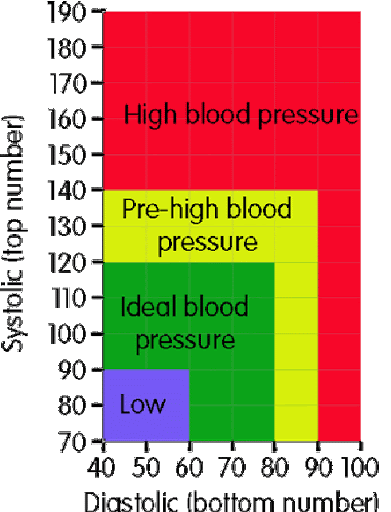 190
180
170
160
150
140
130
120
110
100
90
80
70
Systolic (top number)
High blood pressure
Pre-high blood
pressure
Ideal blood
pressure
Low
40 50 60 70 80 90 100
Diastolic (bottom number)